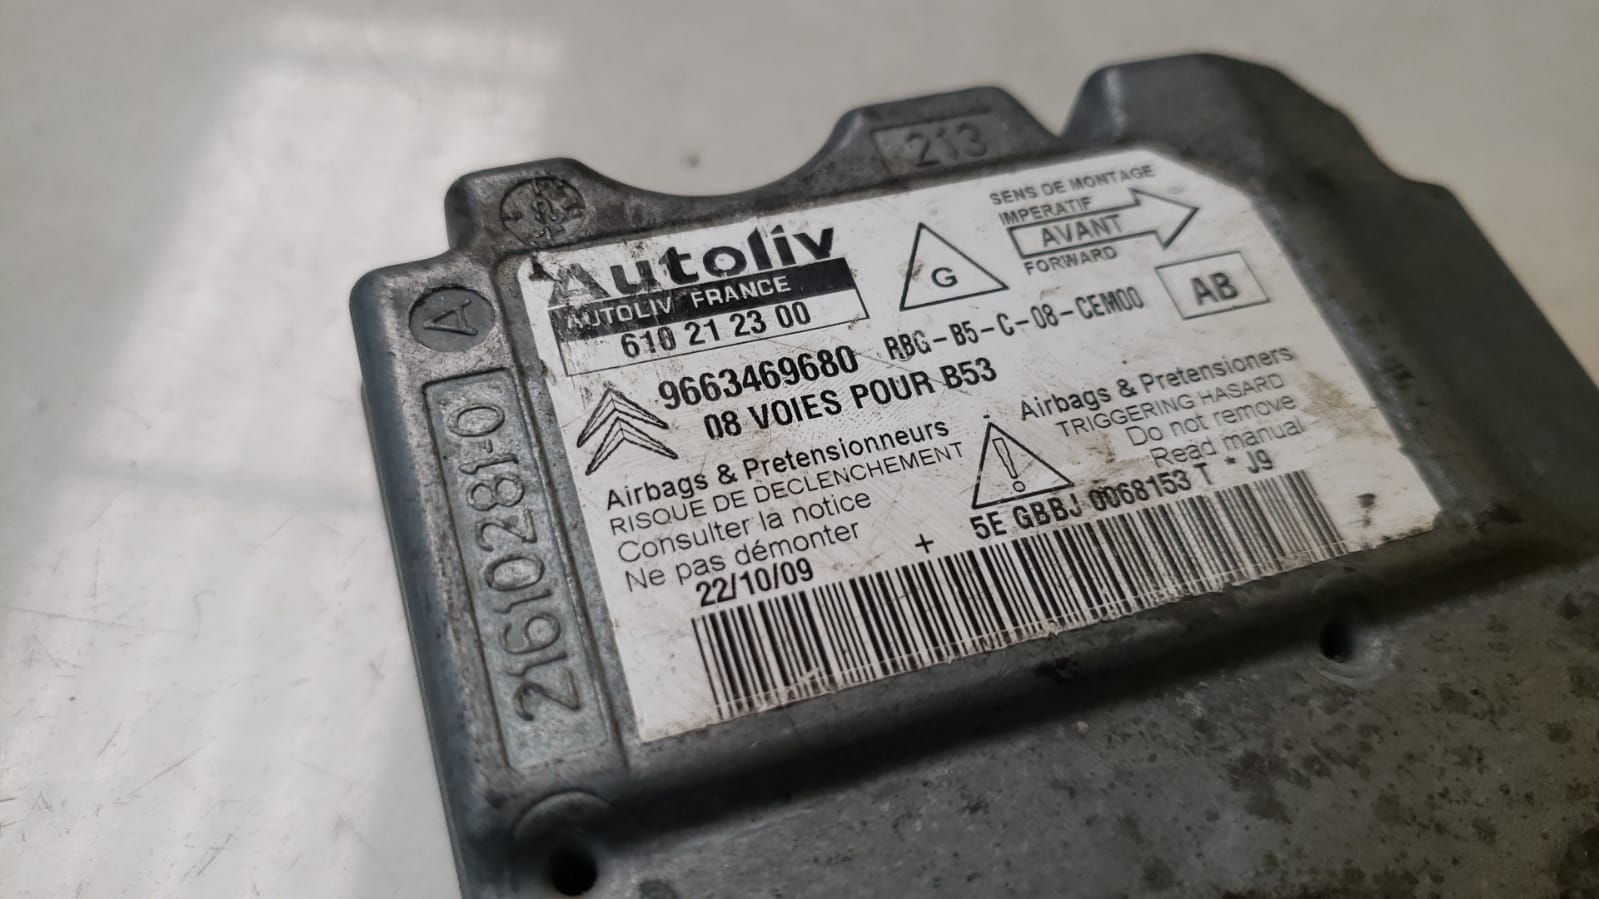 213
A
21610281-0
Autoliv
AUTOLIV FRANCE
610 21 23 00
G
SENS DE MONTAGE
IMPERATIF
AVANT
FORWARD
AB
9663469680 RBG-B5-C-08-CEM00
08 VOIES POUR B53
Airbags & Pretensionneurs
RISQUE DE DECLENCHEMENT
Consulter la notice
Ne pas démonter
Airbags & Pretensioners
TRIGGERING HASARD
Do not remove
Read manual
22/10/09 + 5E GBBJ 0068153 T * J9